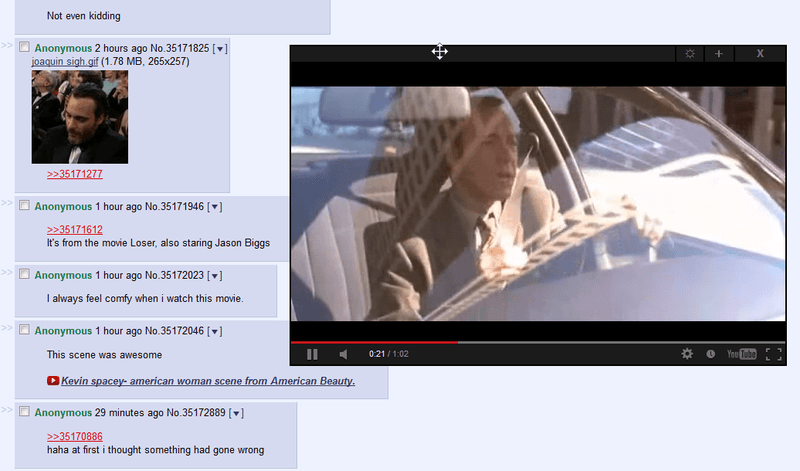 Not even kidding
>> Anonymous 2 hours ago No.35171825 [▼]
joaquin sigh.gif (1.78 MB, 265x257)
>>35171277
>> Anonymous 1 hour ago No.35171946 [▼]
>>35171612
It's from the movie Loser, also staring Jason Biggs
>> Anonymous 1 hour ago No.35172023 [▼]
I always feel comfy when i watch this movie.
>> Anonymous 1 hour ago No.35172046 [▼]
This scene was awesome
Kevin spacey- american woman scene from American Beauty.
>> Anonymous 29 minutes ago No.35172889 [▼]
>>35170886
haha at first i thought something had gone wrong
+ X
0:21 / 1:02
YouTube